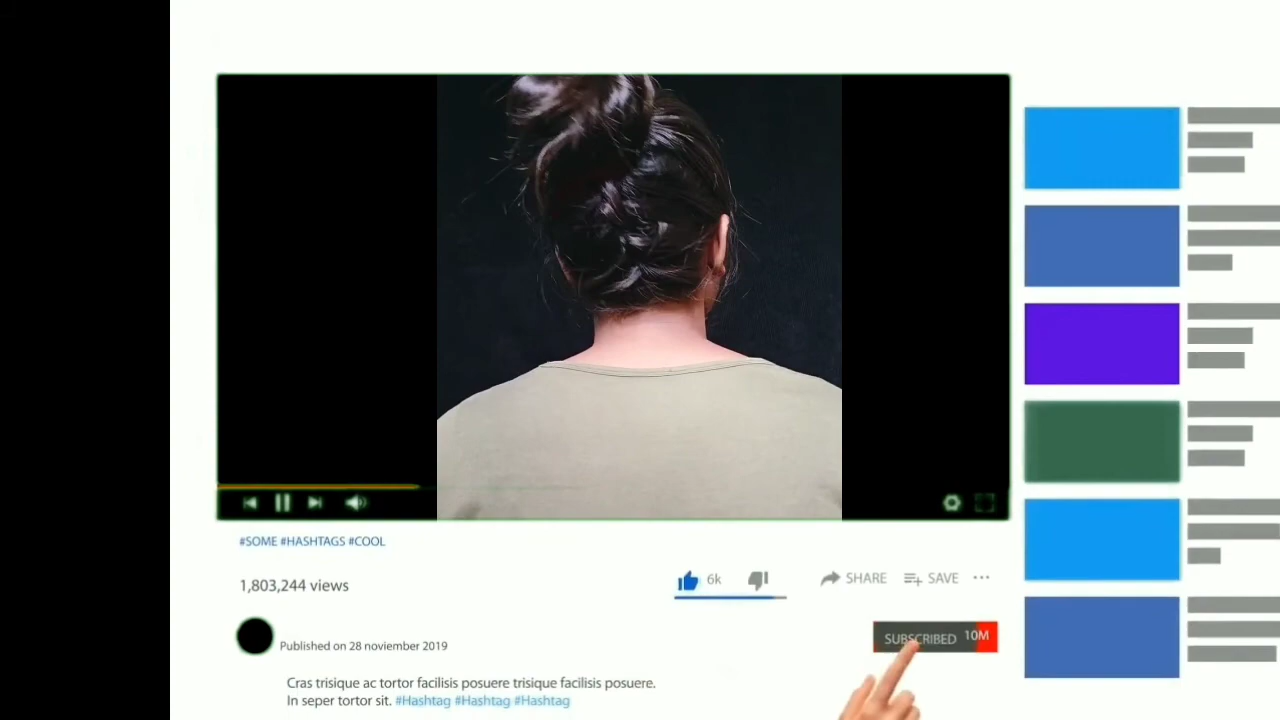 #SOME #HASHTAGS #COOL
1,803,244 views
6k
SHARE
SAVE
SUBSCRIBED 10M
Published on 28 noviember 2019
Cras trisique ac tortor facilisis posuere trisique facilisis posuere.
In seper tortor sit. #Hashtag #Hashtag #Hashtag